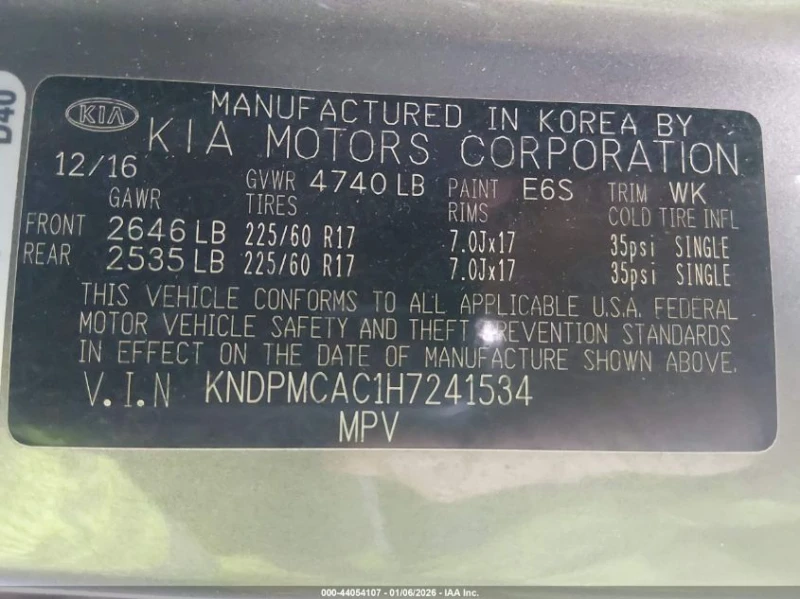 D40
KIA
MANUFACTURED IN KOREA BY
KIA MOTORS CORPORATION
12/16 GVWR 4740 LB PAINT E6S TRIM WK
GAWR TIRES RIMS COLD TIRE INFL
FRONT 2646 LB 225/60 R17 7.0Jx17 35psi SINGLE
REAR 2535 LB 225/60 R17 7.0Jx17 35psi SINGLE
THIS VEHICLE CONFORMS TO ALL APPLICABLE U.S.A. FEDERAL
MOTOR VEHICLE SAFETY AND THEFT PREVENTION STANDARDS
IN EFFECT ON THE DATE OF MANUFACTURE SHOWN ABOVE.
V.I.N KNDPMCAC1H7241534
MPV
000-44054107 - 01/06/2026 - IAA Inc.